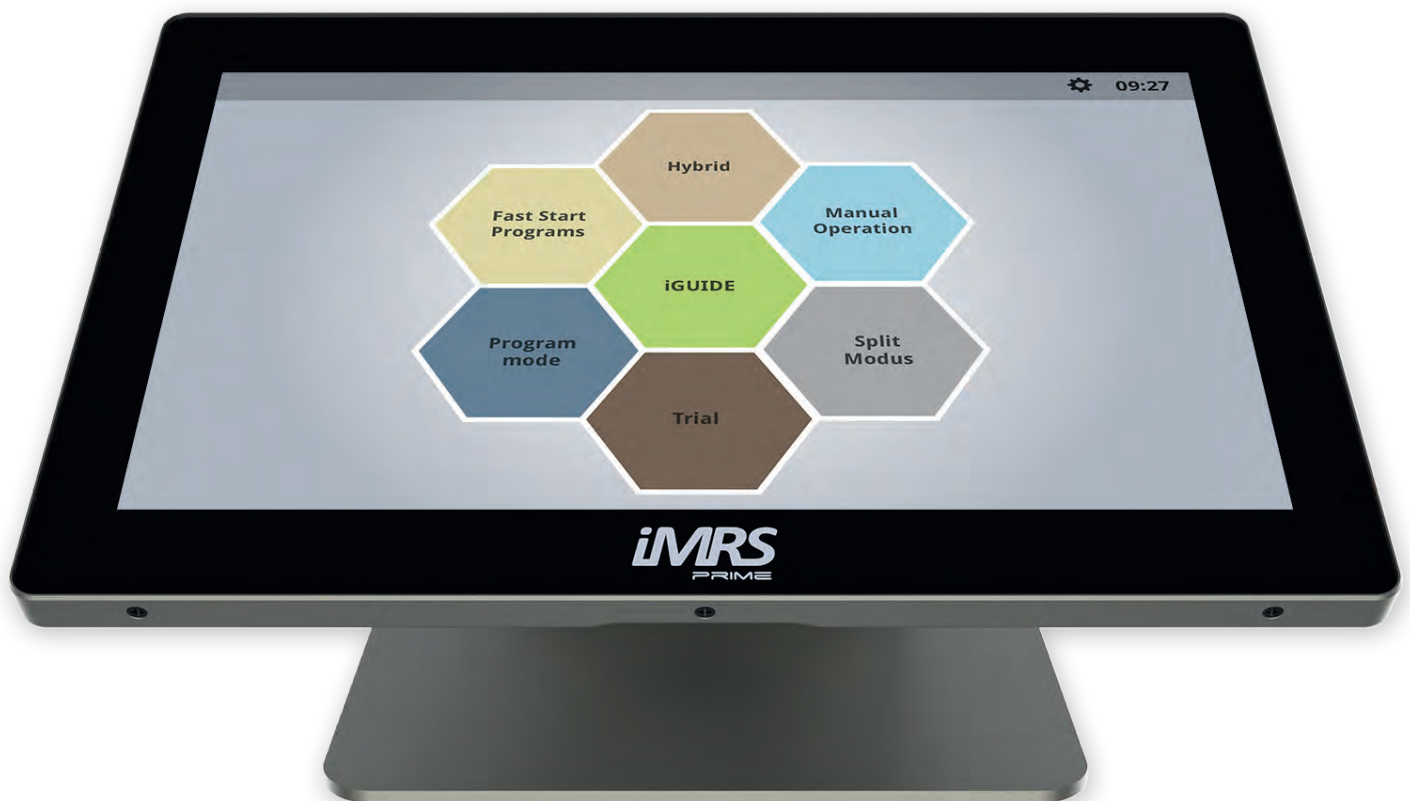 09:27
Hybrid
Fast Start
Programs
Manual
Operation
iGUIDE
Program
mode
Split
Modus
Trial
iMRS
PRIME